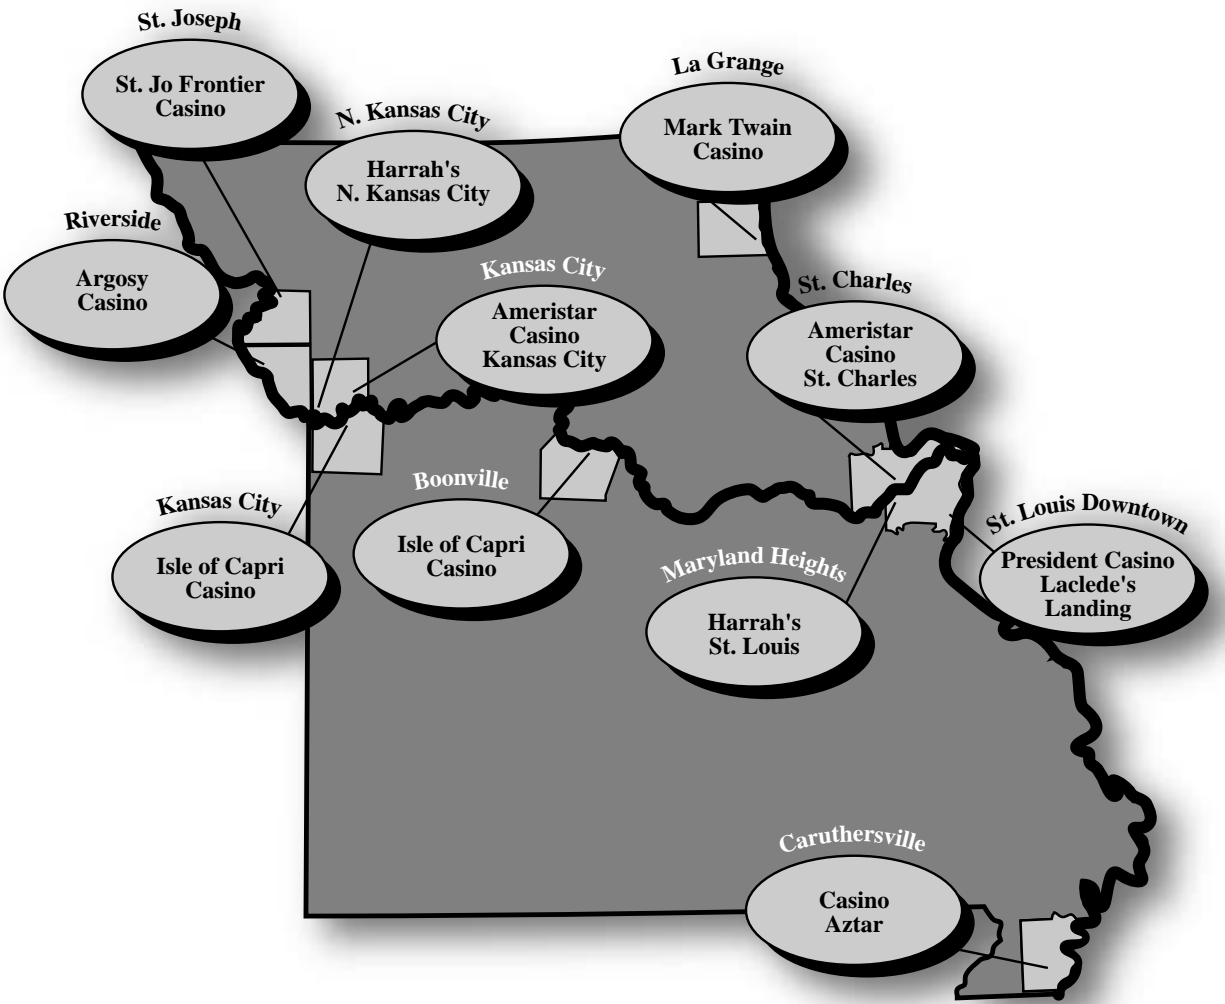 St. Joseph
St. Jo Frontier
Casino
N. Kansas City
Harrah's
N. Kansas City
La Grange
Mark Twain
Casino
Riverside
Argosy
Casino
Kansas City
Ameristar
Casino
Kansas City
St. Charles
Ameristar
Casino
St. Charles
Kansas City
Isle of Capri
Casino
Boonville
Isle of Capri
Casino
Maryland Heights
Harrah's
St. Louis
St. Louis Downtown
President Casino
Laclede's
Landing
Caruthersville
Casino
Aztar